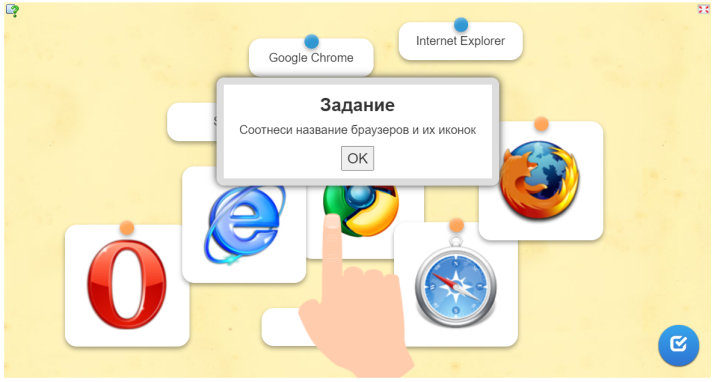 Google Chrome
Internet Explorer
Задание
Соотнеси название браузеров и их иконок
OK